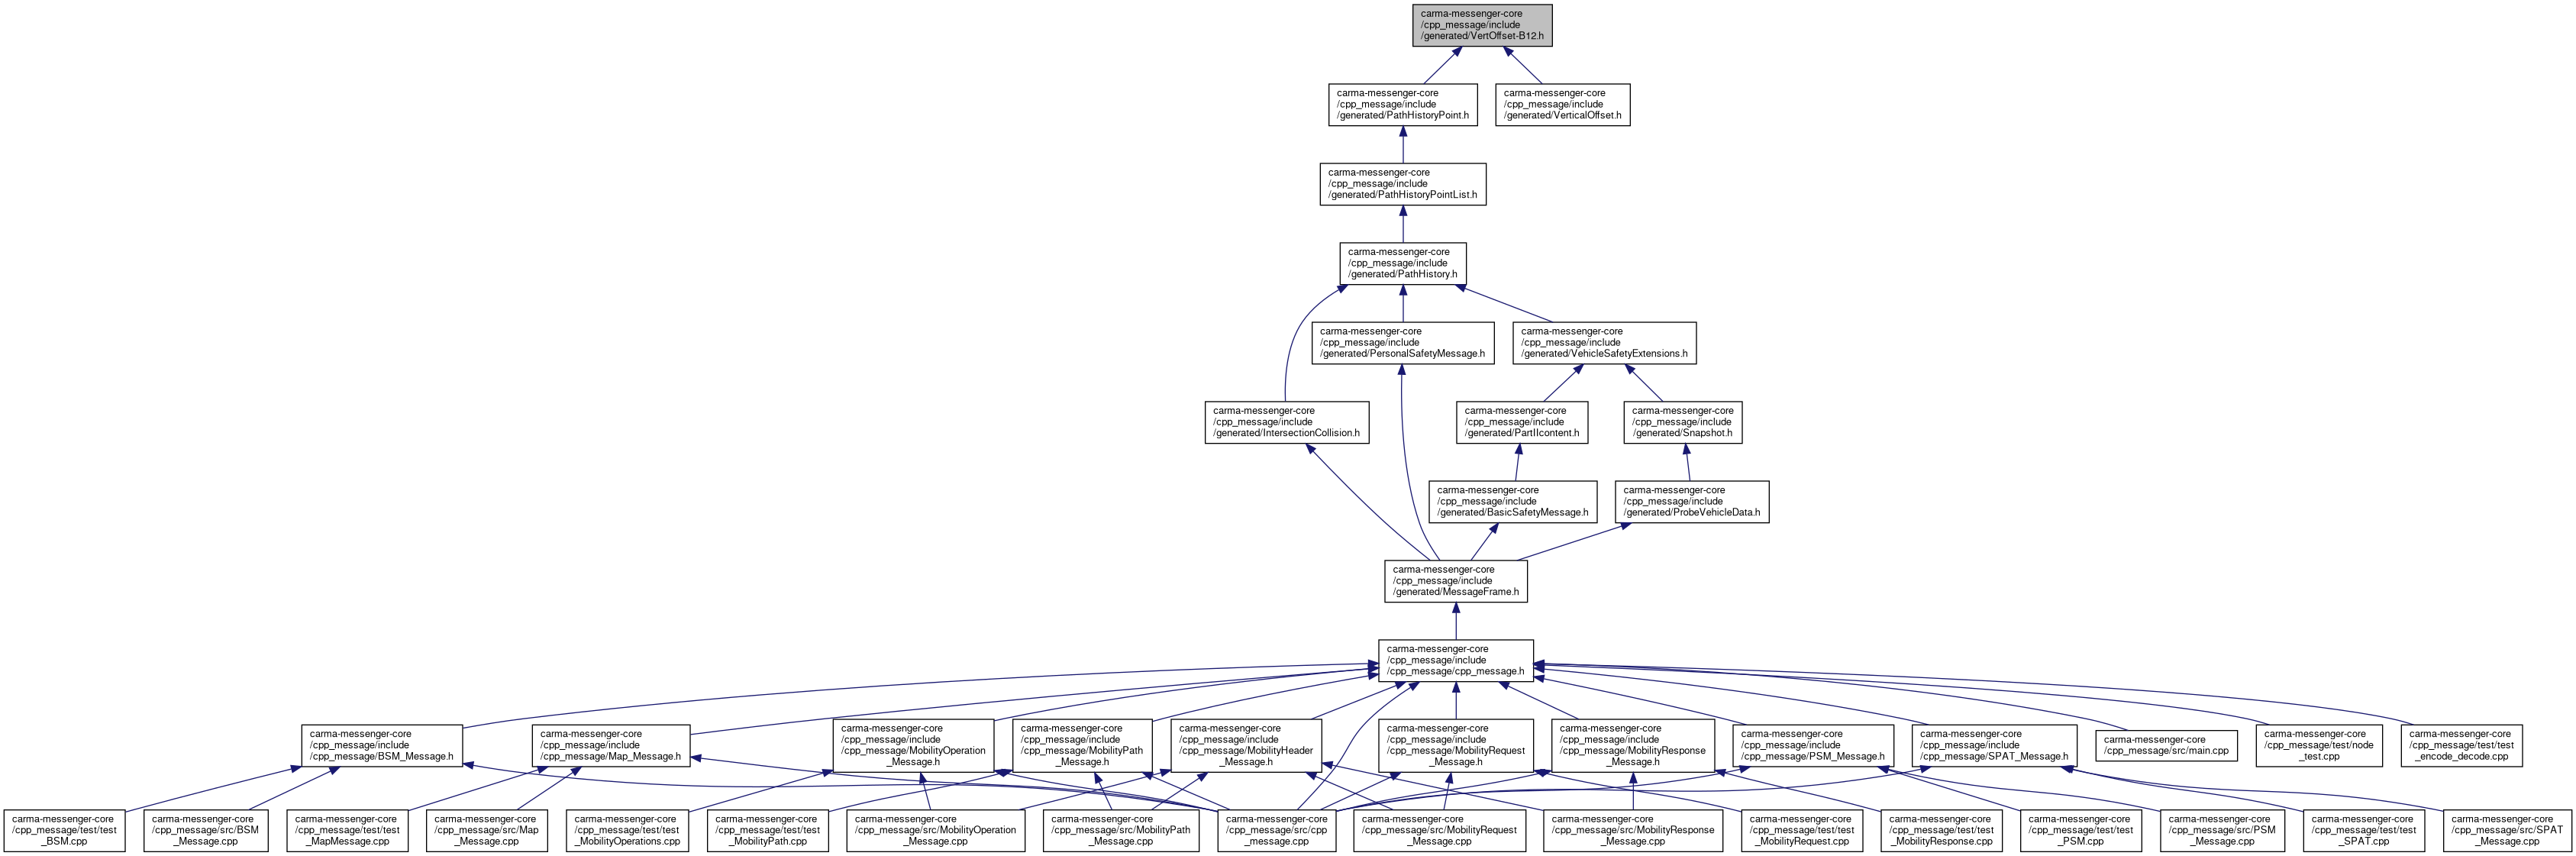 carma-messenger-core
/cpp_message/include
/generated/VertOffset-B12.h
carma-messenger-core
/cpp_message/include
/generated/PathHistoryPoint.h
carma-messenger-core
/cpp_message/include
/generated/VerticalOffset.h
carma-messenger-core
/cpp_message/include
/generated/PathHistoryPointList.h
carma-messenger-core
/cpp_message/include
/generated/PathHistory.h
carma-messenger-core
/cpp_message/include
/generated/PersonalSafetyMessage.h
carma-messenger-core
/cpp_message/include
/generated/VehicleSafetyExtensions.h
carma-messenger-core
/cpp_message/include
/generated/IntersectionCollision.h
carma-messenger-core
/cpp_message/include
/generated/PartIIcontent.h
carma-messenger-core
/cpp_message/include
/generated/Snapshot.h
carma-messenger-core
/cpp_message/include
/generated/BasicSafetyMessage.h
carma-messenger-core
/cpp_message/include
/generated/ProbeVehicleData.h
carma-messenger-core
/cpp_message/include
/generated/MessageFrame.h
carma-messenger-core
/cpp_message/include
/cpp_message/cpp_message.h
carma-messenger-core
/cpp_message/include
/cpp_message/BSM_Message.h
carma-messenger-core
/cpp_message/include
/cpp_message/Map_Message.h
carma-messenger-core
/cpp_message/include
/cpp_message/MobilityOperation
_Message.h
carma-messenger-core
/cpp_message/include
/cpp_message/MobilityPath
_Message.h
carma-messenger-core
/cpp_message/include
/cpp_message/MobilityHeader
_Message.h
carma-messenger-core
/cpp_message/include
/cpp_message/MobilityRequest
_Message.h
carma-messenger-core
/cpp_message/include
/cpp_message/MobilityResponse
_Message.h
carma-messenger-core
/cpp_message/include
/cpp_message/PSM_Message.h
carma-messenger-core
/cpp_message/include
/cpp_message/SPAT_Message.h
carma-messenger-core
/cpp_message/src/main.cpp
carma-messenger-core
/cpp_message/test/node
_test.cpp
carma-messenger-core
/cpp_message/test/test
_encode_decode.cpp
carma-messenger-core
/cpp_message/test/test
_BSM.cpp
carma-messenger-core
/cpp_message/src/BSM
_Message.cpp
carma-messenger-core
/cpp_message/test/test
_MapMessage.cpp
carma-messenger-core
/cpp_message/src/Map
_Message.cpp
carma-messenger-core
/cpp_message/test/test
_MobilityOperations.cpp
carma-messenger-core
/cpp_message/test/test
_MobilityPath.cpp
carma-messenger-core
/cpp_message/src/MobilityOperation
_Message.cpp
carma-messenger-core
/cpp_message/src/MobilityPath
_Message.cpp
carma-messenger-core
/cpp_message/src/cpp
_message.cpp
carma-messenger-core
/cpp_message/src/MobilityRequest
_Message.cpp
carma-messenger-core
/cpp_message/src/MobilityResponse
_Message.cpp
carma-messenger-core
/cpp_message/test/test
_MobilityRequest.cpp
carma-messenger-core
/cpp_message/test/test
_MobilityResponse.cpp
carma-messenger-core
/cpp_message/test/test
_PSM.cpp
carma-messenger-core
/cpp_message/src/PSM
_Message.cpp
carma-messenger-core
/cpp_message/test/test
_SPAT.cpp
carma-messenger-core
/cpp_message/src/SPAT
_Message.cpp